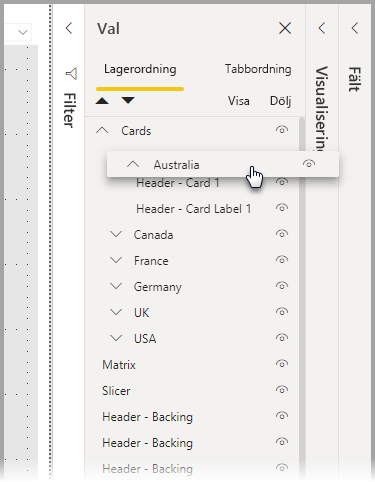 Val
Lagerordning
Tabbordning
Visa
Dölj
Cards
Australia
Header - Card 1
Header - Card Label 1
Canada
France
Germany
UK
USA
Matrix
Slicer
Header - Backing
Header - Backing
Header - Backing
Filter
Visualisering
Fält